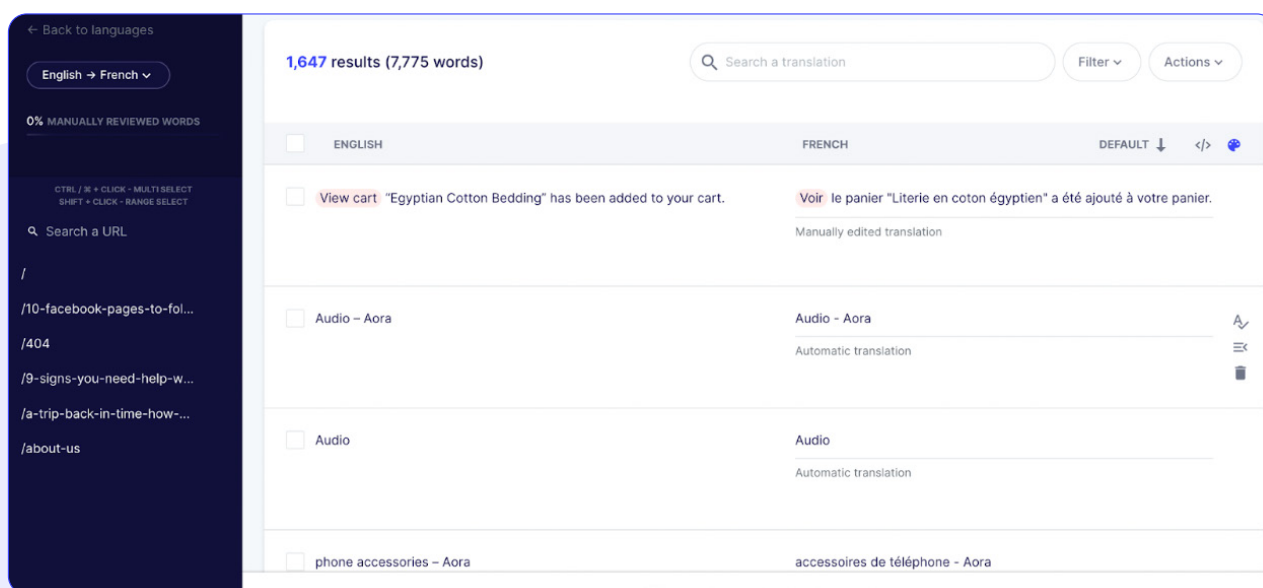 ← Back to languages
English → French
0% MANUALLY REVIEWED WORDS
CTRL / ⌘ + CLICK - MULTI SELECT
SHIFT + CLICK - RANGE SELECT
Search a URL
/
/10-facebook-pages-to-fol...
/404
/9-signs-you-need-help-w...
/a-trip-back-in-time-how-...
/about-us
1,647 results (7,775 words)
Search a translation
Filter
Actions
ENGLISH
FRENCH
DEFAULT ↓
</>
View cart “Egyptian Cotton Bedding” has been added to your cart.
Voir le panier "Literie en coton égyptien" a été ajouté à votre panier.
Manually edited translation
Audio – Aora
Audio - Aora
Automatic translation
Audio
Audio
Automatic translation
phone accessories – Aora
accessoires de téléphone - Aora